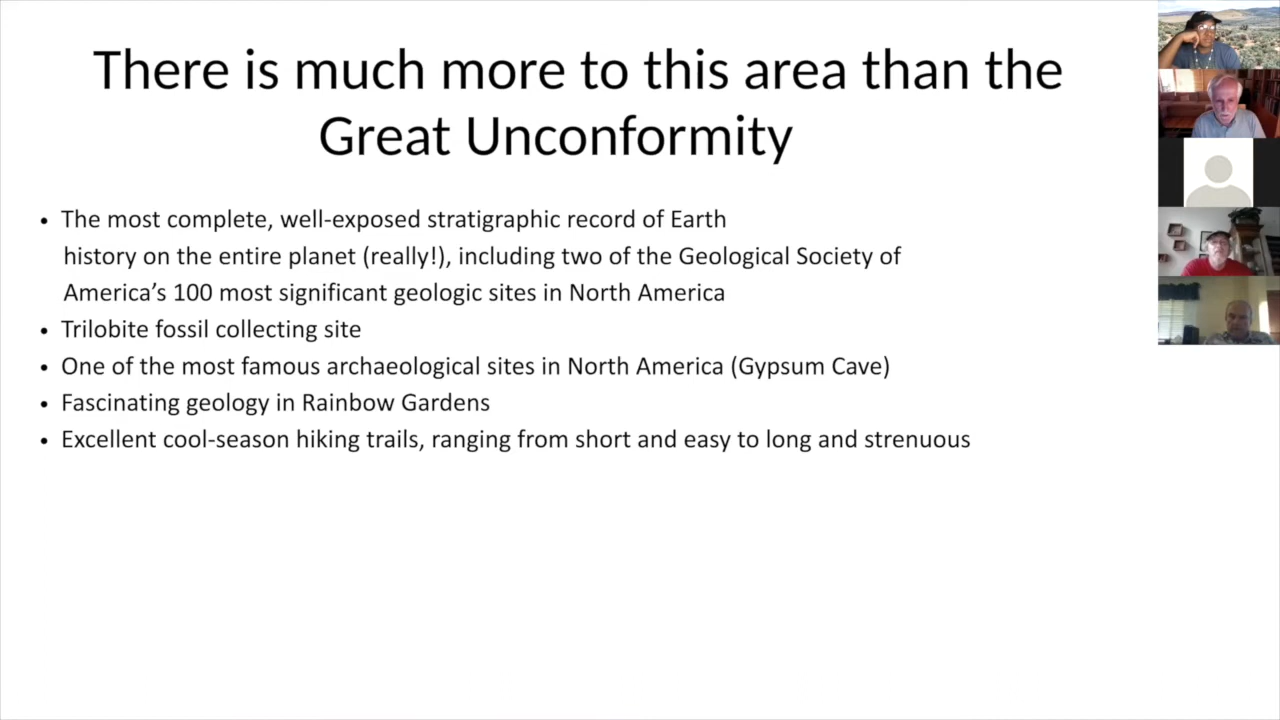 There is much more to this area than the
Great Unconformity
• The most complete, well-exposed stratigraphic record of Earth
history on the entire planet (really!), including two of the Geological Society of
America’s 100 most significant geologic sites in North America
• Trilobite fossil collecting site
• One of the most famous archaeological sites in North America (Gypsum Cave)
• Fascinating geology in Rainbow Gardens
• Excellent cool-season hiking trails, ranging from short and easy to long and strenuous